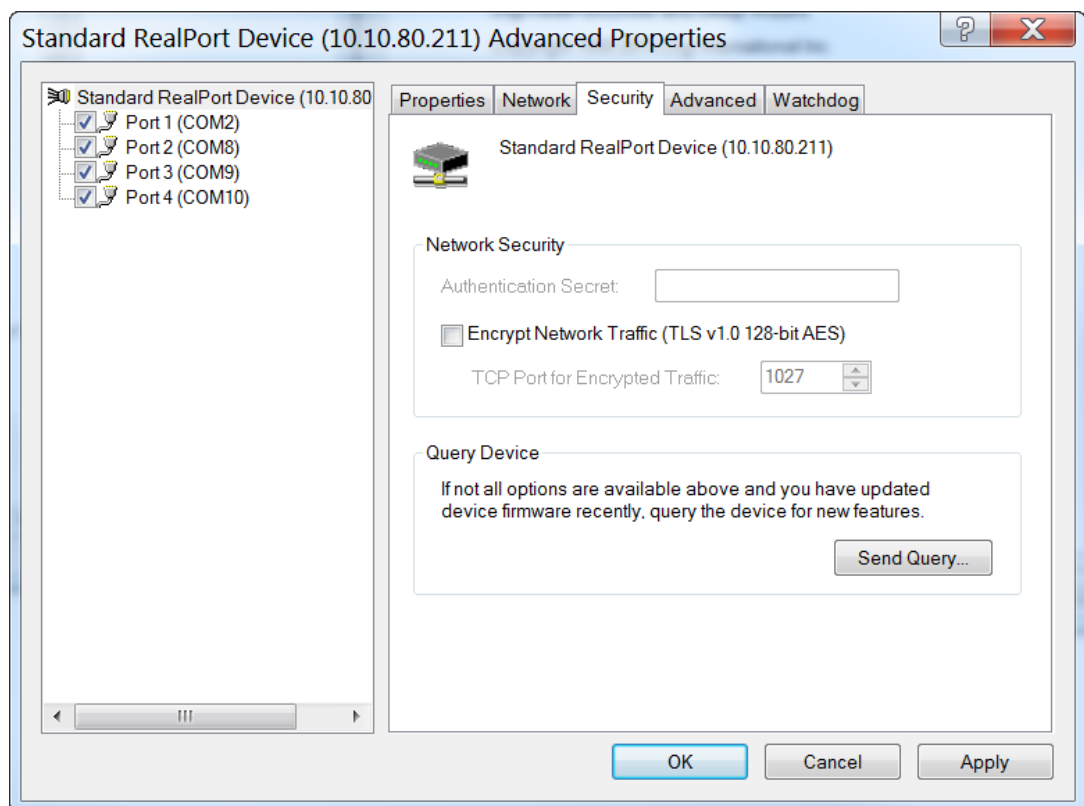 Standard RealPort Device (10.10.80.211) Advanced Properties
Standard RealPort Device (10.10.80
Port 1 (COM2)
Port 2 (COM8)
Port 3 (COM9)
Port 4 (COM10)
Properties
Network
Security
Advanced
Watchdog
Standard RealPort Device (10.10.80.211)
Network Security
Authentication Secret:
Encrypt Network Traffic (TLS v1.0 128-bit AES)
TCP Port for Encrypted Traffic: 1027
Query Device
If not all options are available above and you have updated
device firmware recently, query the device for new features.
Send Query...
OK
Cancel
Apply